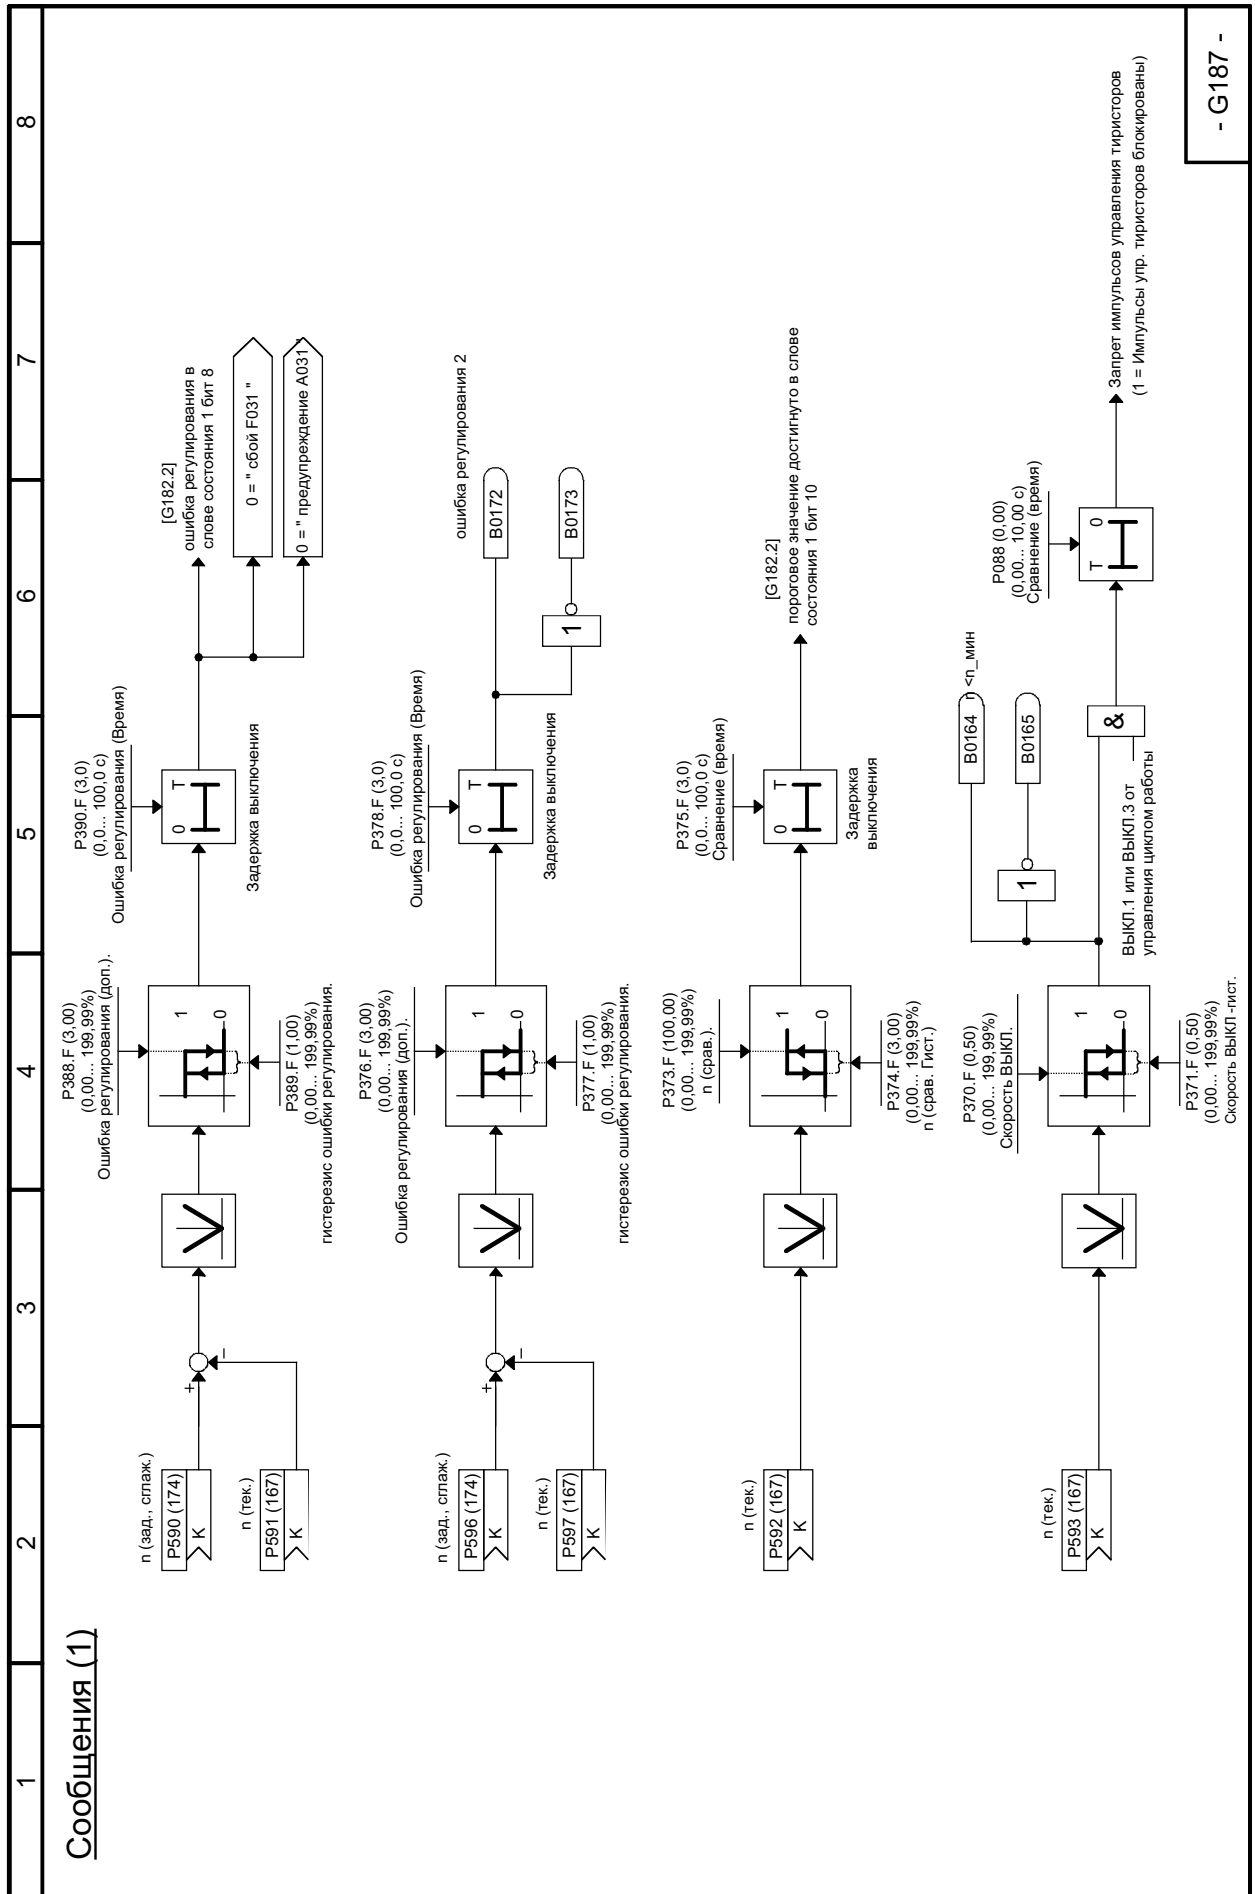 1
2
3
4
5
6
7
8
Сообщения (1)
n (зад., сглаж.)
P590 (174)
K
n (тек.)
P591 (167)
K
+
–
P388.F (3,00)
(0,00... 199,99%)
Ошибка регулирования (доп.).
1
0
P389.F (1,00)
(0,00... 199,99%)
гистерезис ошибки регулирования.
P390.F (3,0)
(0,0... 100,0 с)
Ошибка регулирования (Время)
0 T
Задержка выключения
[G182.2]
ошибка регулирования в
слове состояния 1 бит 8
0 = " сбой F031 "
0 = " предупреждение A031 "
n (зад., сглаж.)
P596 (174)
K
n (тек.)
P597 (167)
K
+
–
P376.F (3,00)
(0,00... 199,99%)
Ошибка регулирования (доп.).
1
0
P377.F (1,00)
(0,00... 199,99%)
гистерезис ошибки регулирования.
P378.F (3,0)
(0,0... 100,0 с)
Ошибка регулирования (Время)
0 T
Задержка выключения
1
ошибка регулирования 2
B0172
B0173
n (тек.)
P592 (167)
K
P373.F (100,00)
(0,00... 199,99%)
n (срав.).
1
0
P374.F (3,00)
(0,00... 199,99%)
n (срав. Гист.)
P375.F (3,0)
(0,0... 100,0 с)
Сравнение (время)
0 T
Задержка
выключения
[G182.2]
пороговое значение достигнуто в слове
состояния 1 бит 10
n (тек.)
P593 (167)
K
P370.F (0,50)
(0,00... 199,99%)
Скорость ВЫКЛ.
1
0
P371.F (0,50)
(0,00... 199,99%)
Скорость ВЫКЛ -гист.
1
B0164
n <n_мин
B0165
&
ВЫКЛ.1 или ВЫКЛ.3 от
управления циклом работы
P088 (0,00)
(0,00... 10,00 с)
Сравнение (время)
T 0
Запрет импульсов управления тиристоров
(1 = Импульсы упр. тиристоров блокированы)
- G187 -